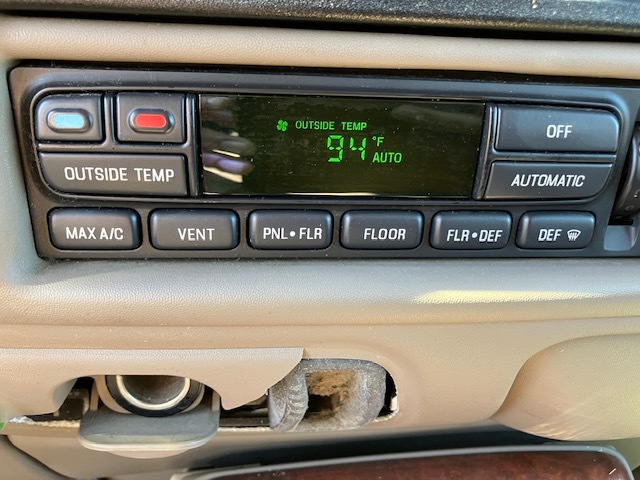 OUTSIDE TEMP
94°F
AUTO
OFF
OUTSIDE TEMP
AUTOMATIC
MAX A/C
VENT
PNL•FLR
FLOOR
FLR•DEF
DEF